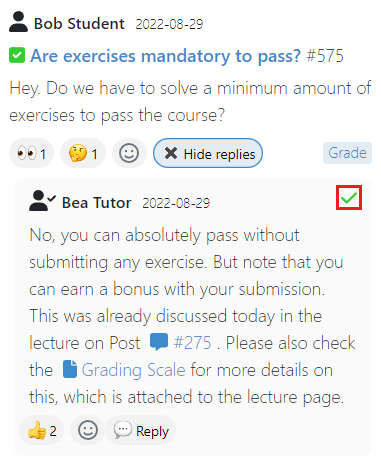 Bob Student 2022-08-29
Are exercises mandatory to pass? #575
Hey. Do we have to solve a minimum amount of
exercises to pass the course?
1 1 Hide replies Grade
Bea Tutor 2022-08-29
No, you can absolutely pass without
submitting any exercise. But note that you
can earn a bonus with your submission.
This was already discussed today in the
lecture on Post #275 . Please also check
the Grading Scale for more details on
this, which is attached to the lecture page.
2 Reply